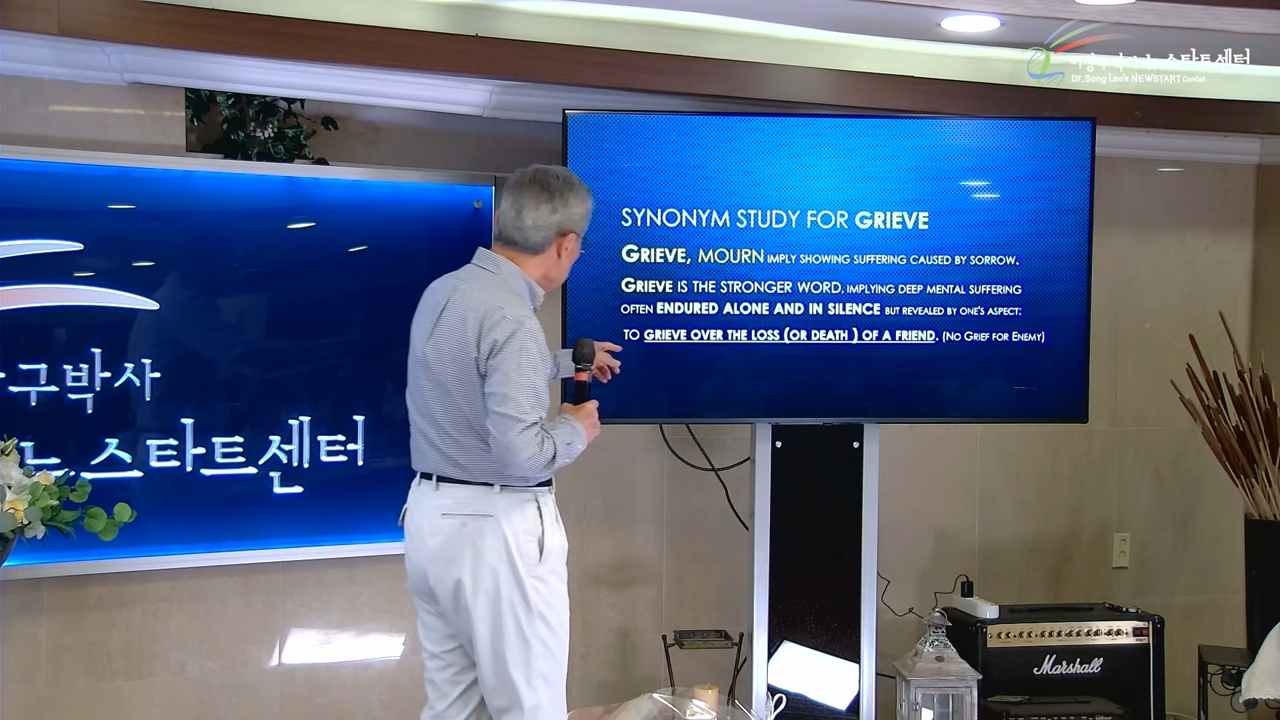 스타트센터
Dr. Sang Lee's NEWSTART Center
SYNONYM STUDY FOR GRIEVE
GRIEVE, MOURN IMPLY SHOWING SUFFERING CAUSED BY SORROW.
GRIEVE IS THE STRONGER WORD, IMPLYING DEEP MENTAL SUFFERING
OFTEN ENDURED ALONE AND IN SILENCE BUT REVEALED BY ONE'S ASPECT:
TO GRIEVE OVER THE LOSS (OR DEATH ) OF A FRIEND. (NO GRIEF FOR ENEMY)
구박사
뉴스타트센터
Marshall